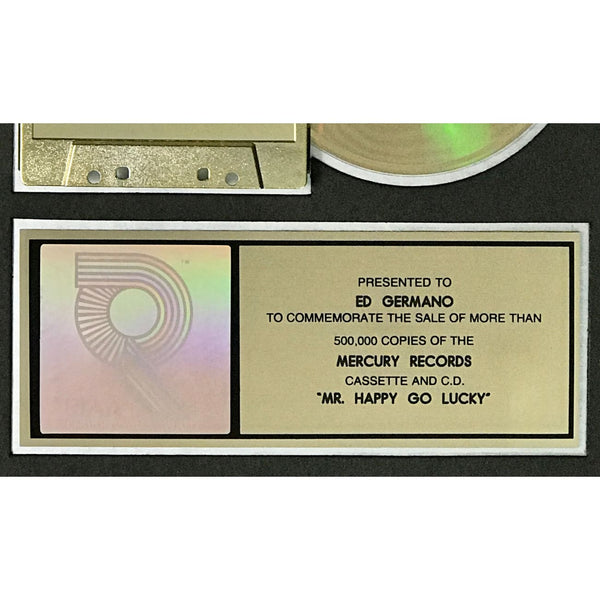 PRESENTED TO
ED GERMANO
TO COMMEMORATE THE SALE OF MORE THAN
500,000 COPIES OF THE
MERCURY RECORDS
CASSETTE AND C.D.
"MR. HAPPY GO LUCKY"
TM